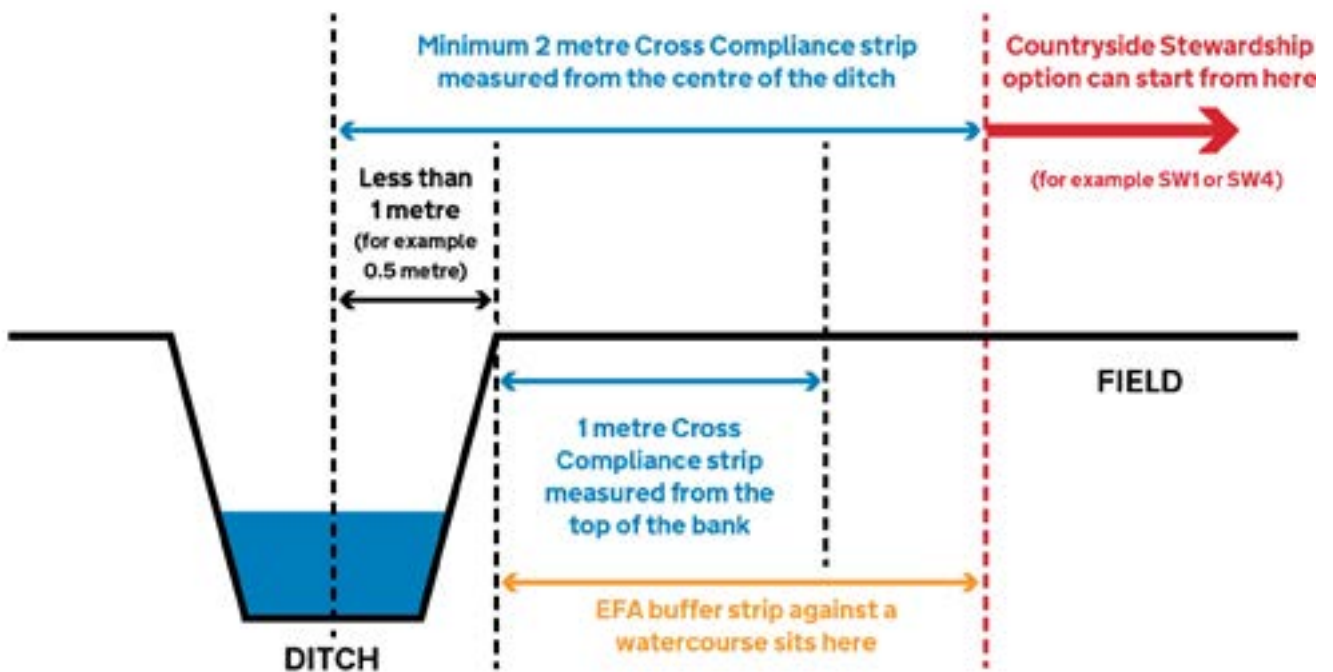 Minimum 2 metre Cross Compliance strip
measured from the centre of the ditch
Countryside Stewardship
option can start from here
(for example SW1 or SW4)
Less than
1 metre
(for example
0.5 metre)
FIELD
1 metre Cross
Compliance strip
measured from the
top of the bank
EFA buffer strip against a
watercourse sits here
DITCH